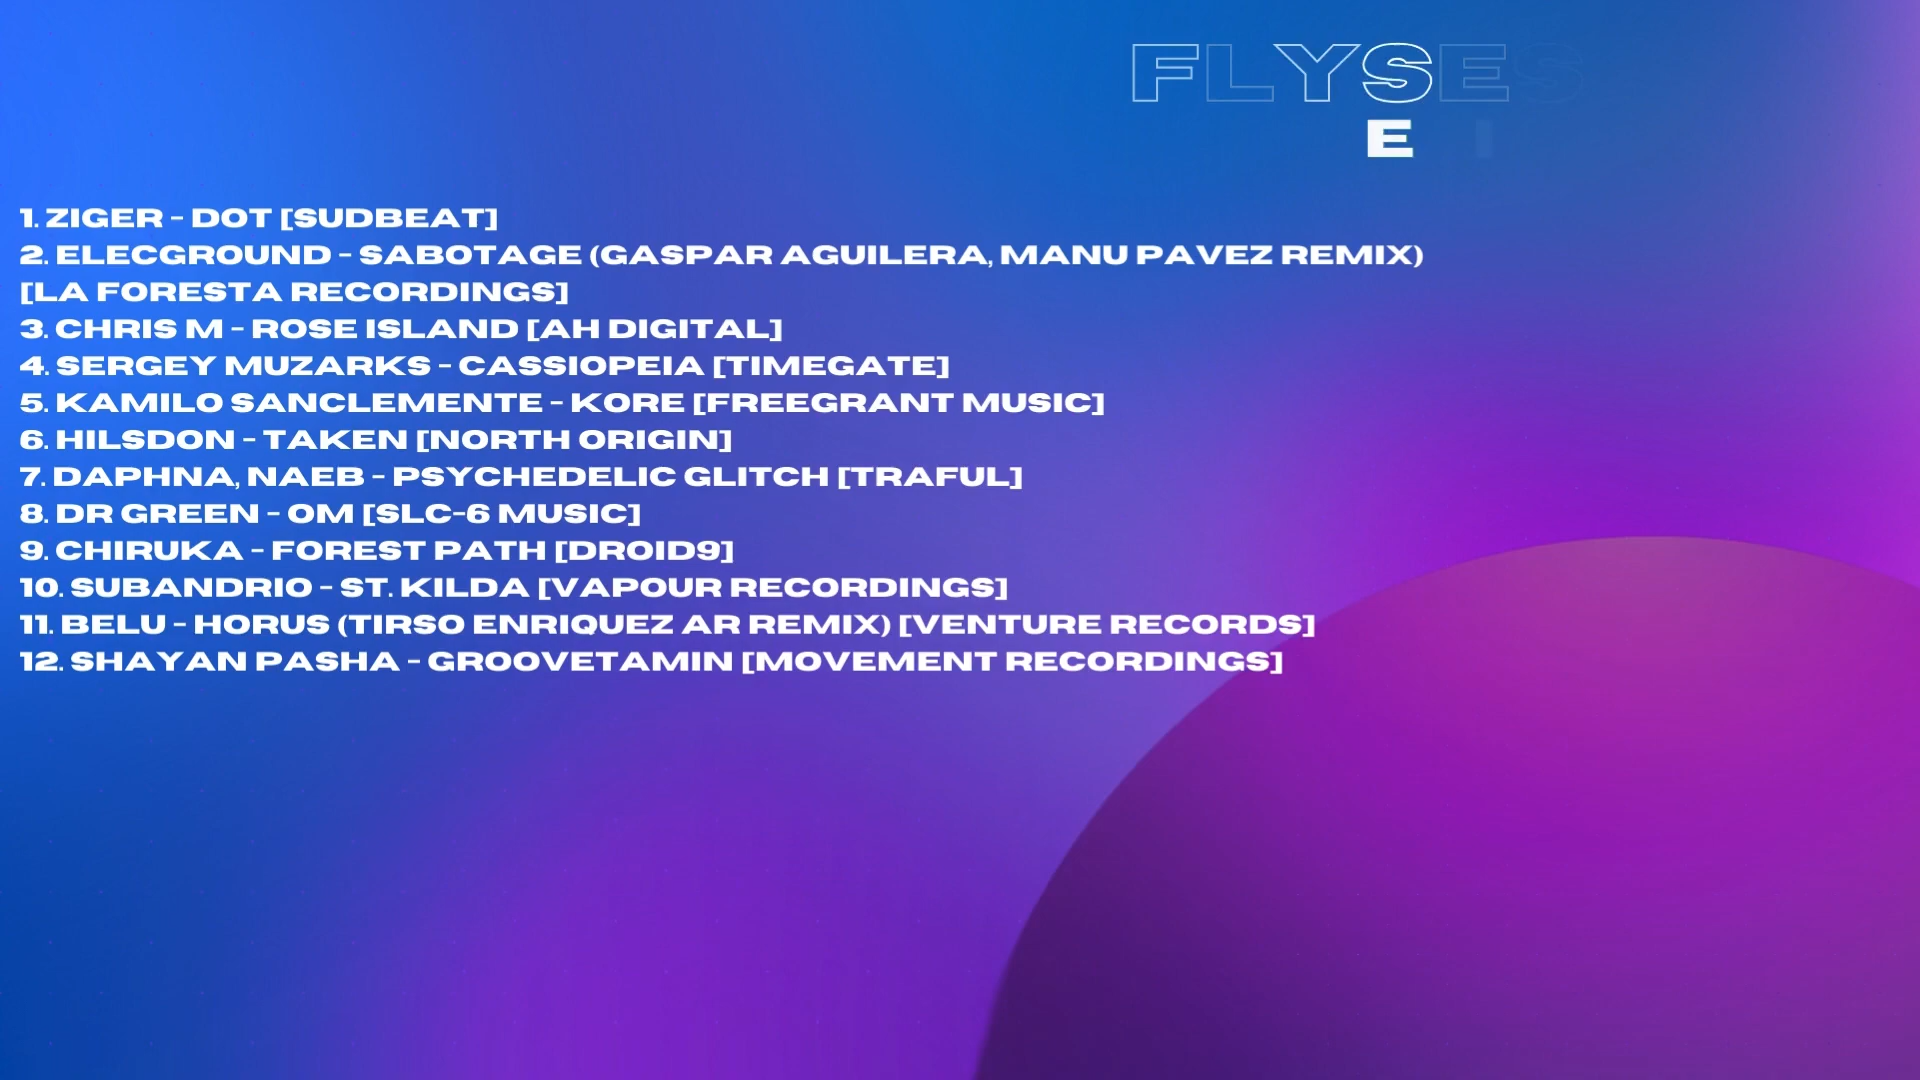 FLYSES
E I
1. ZIGER - DOT [SUDBEAT]
2. ELECGROUND - SABOTAGE (GASPAR AGUILERA, MANU PAVEZ REMIX)
[LA FORESTA RECORDINGS]
3. CHRIS M - ROSE ISLAND [AH DIGITAL]
4. SERGEY MUZARKS - CASSIOPEIA [TIMEGATE]
5. KAMILO SANCLEMENTE - KORE [FREEGRANT MUSIC]
6. HILSDON - TAKEN [NORTH ORIGIN]
7. DAPHNA, NAEB - PSYCHEDELIC GLITCH [TRAFUL]
8. DR GREEN - OM [SLC-6 MUSIC]
9. CHIRUKA - FOREST PATH [DROID9]
10. SUBANDRIO - ST. KILDA [VAPOUR RECORDINGS]
11. BELU - HORUS (TIRSO ENRIQUEZ AR REMIX) [VENTURE RECORDS]
12. SHAYAN PASHA - GROOVETAMIN [MOVEMENT RECORDINGS]